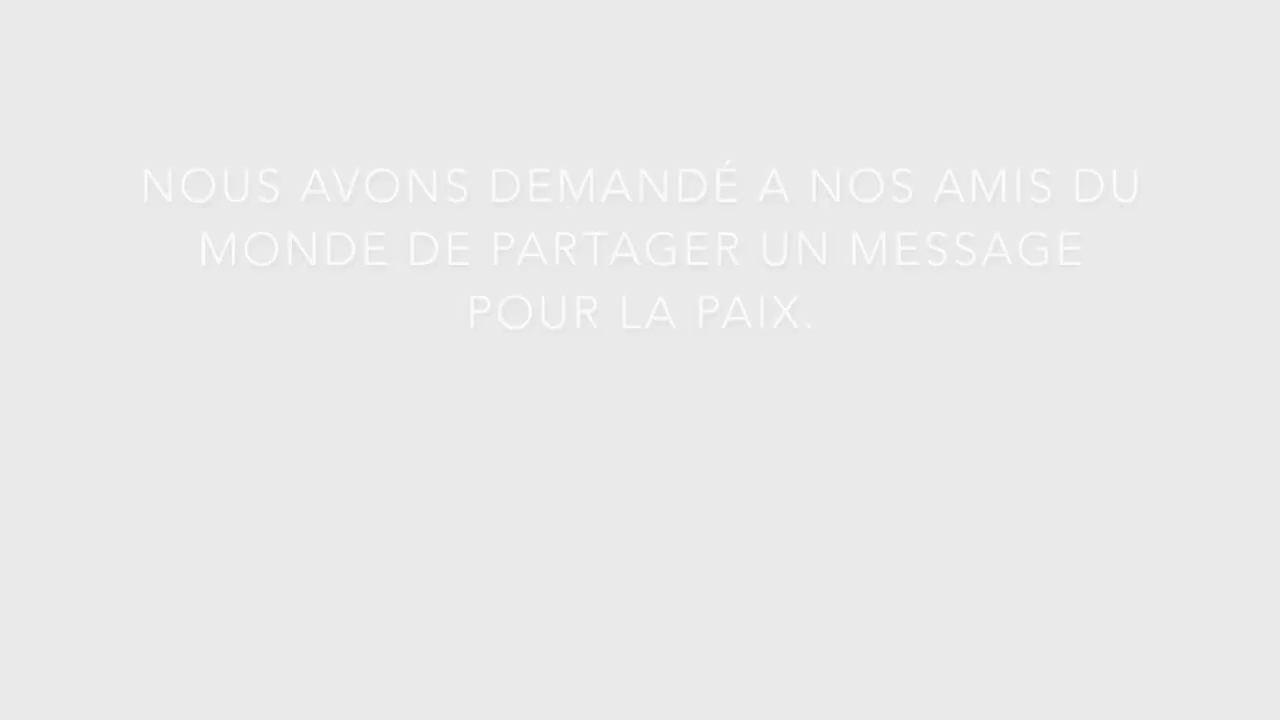 NOUS AVONS DEMANDÉ A NOS AMIS DU
MONDE DE PARTAGER UN MESSAGE
POUR LA PAIX.